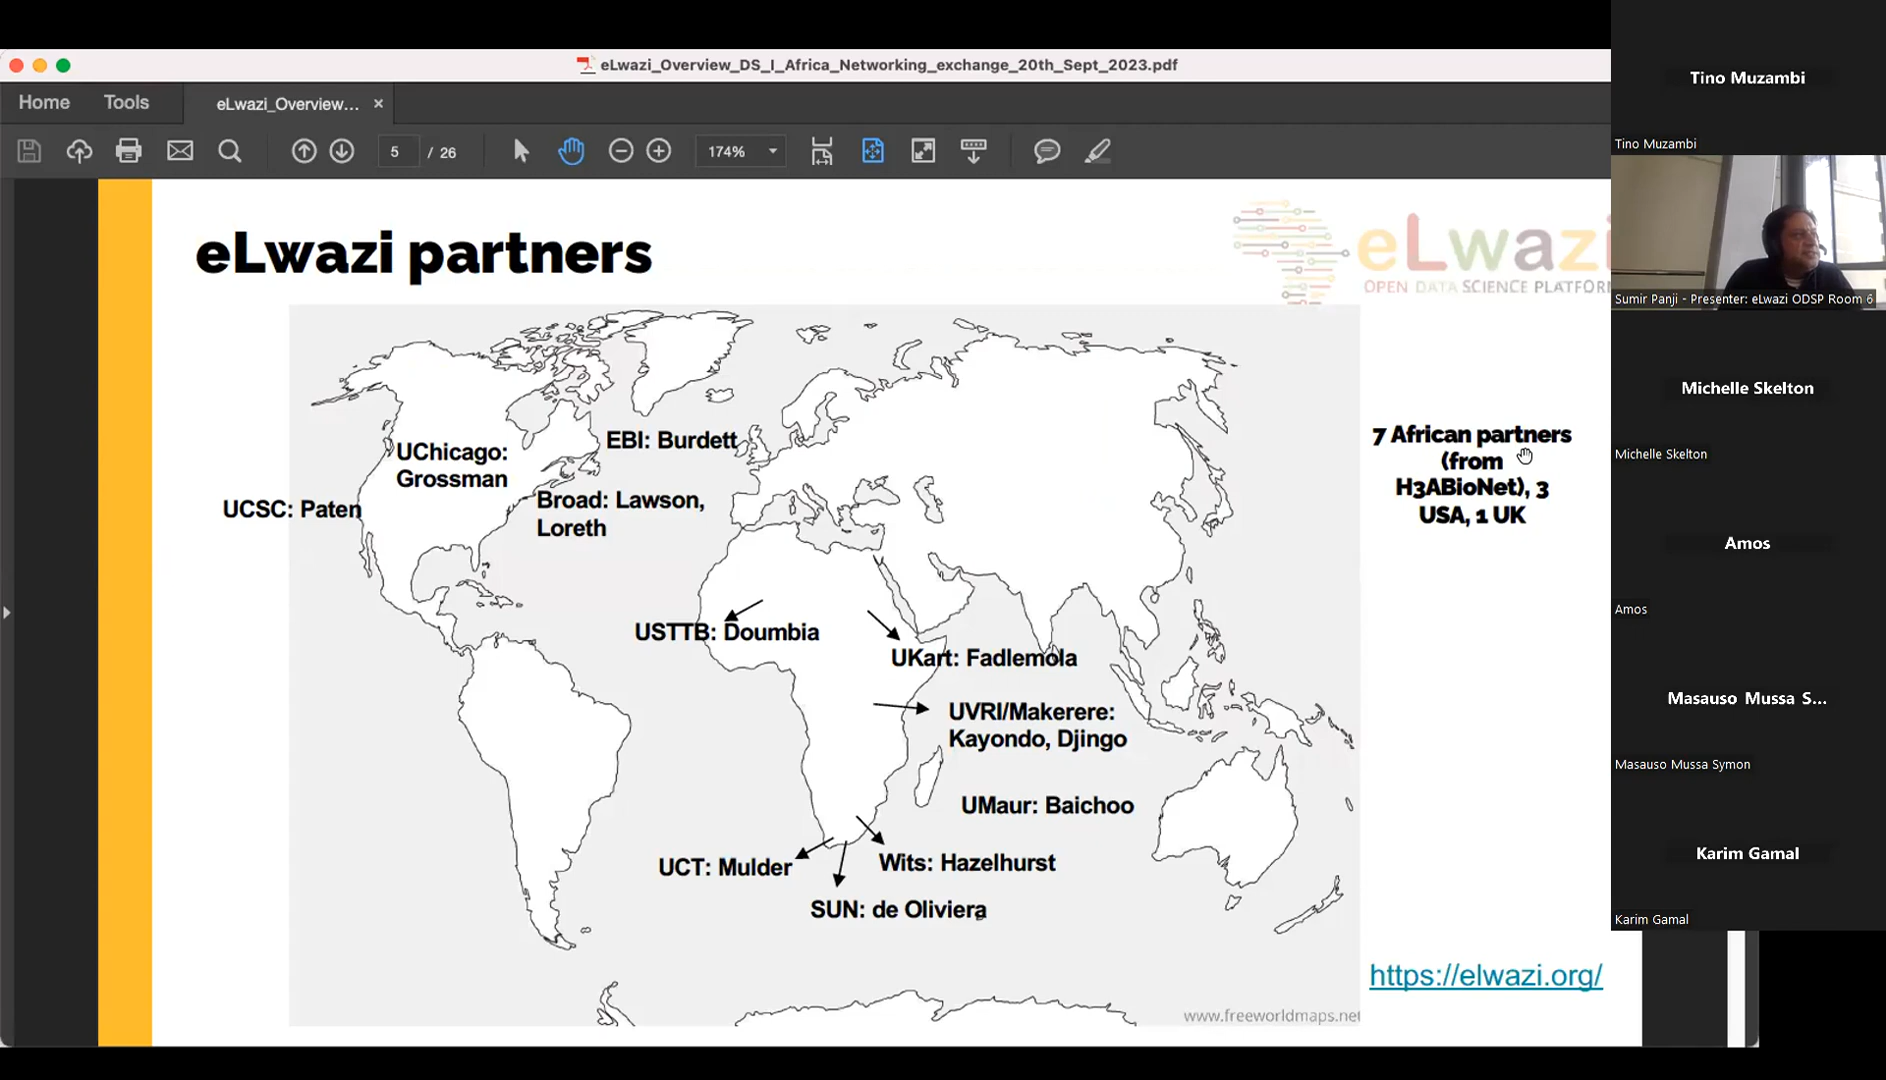 eLwazi_Overview_DS_I_Africa_Networking_exchange_20th_Sept_2023.pdf
Home
Tools
eLwazi_Overview...
5 / 26
174%
eLwazi partners
eLwazi
OPEN DATA SCIENCE PLATFORM
UChicago:
Grossman
EBI: Burdett
UCSC: Paten
Broad: Lawson,
Loreth
7 African partners
(from
H3ABioNet), 3
USA, 1 UK
USTTB: Doumbia
UKart: Fadlemola
UVRI/Makerere:
Kayondo, Djingo
UMaur: Baichoo
UCT: Mulder
Wits: Hazelhurst
SUN: de Oliviera
https://elwazi.org/
www.freeworldmaps.net
Tino Muzambi
Tino Muzambi
Sumir Panji - Presenter: eLwazi ODSP Room 6
Michelle Skelton
Michelle Skelton
Amos
Amos
Masauso Mussa S...
Masauso Mussa Symon
Karim Gamal
Karim Gamal